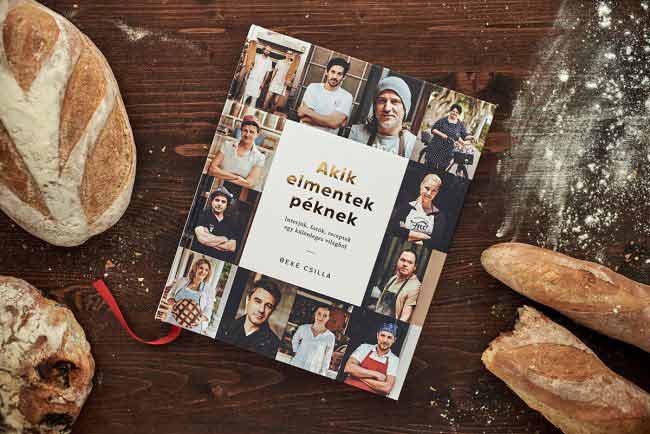 Akik
elmentek
péknek
Interjúk, fotók, receptek
egy különleges világból
BEKE CSILLA